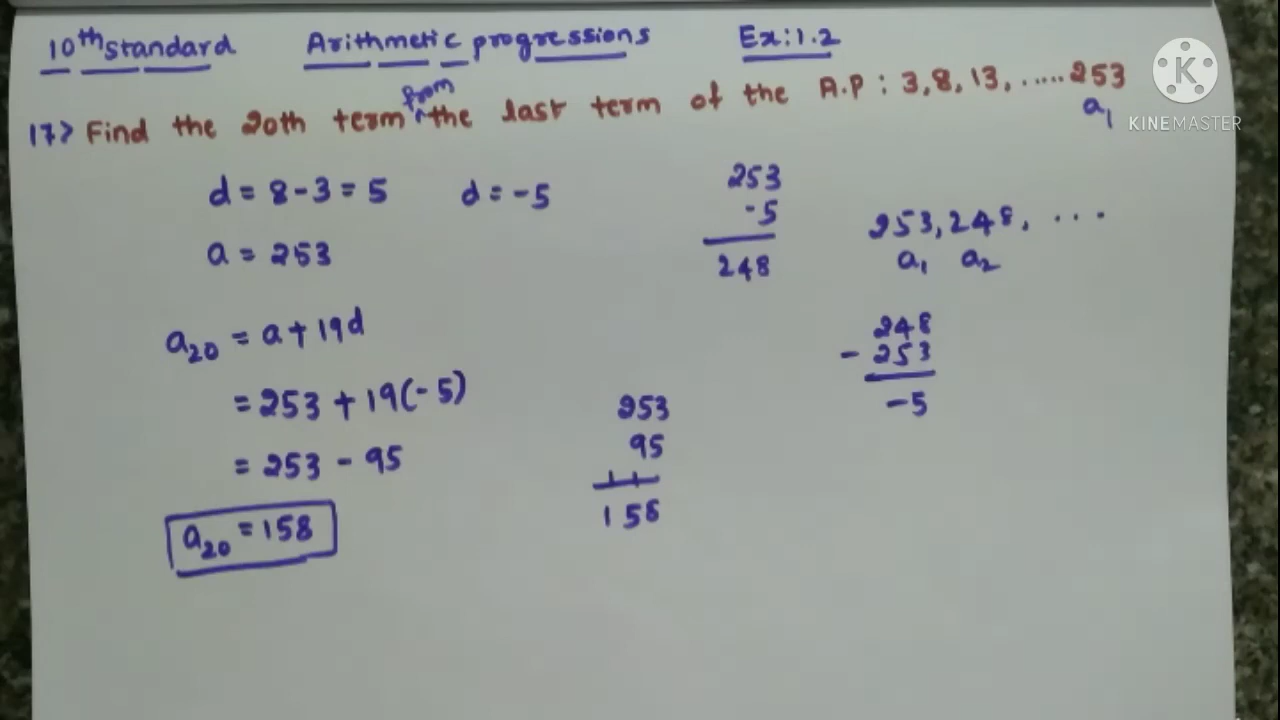 10th standard Arithmetic progressions Ex:1.2
17> Find the 20th term from the last term of the A.P : 3,8,13, ..... 253
a1
K
KINEMASTER
d = 8-3 = 5 d = -5
a = 253
253
-5
248
253, 248, ...
a1 a2
a20 = a + 19d
= 253 + 19(-5)
= 253 - 95
a20 = 158
253
95
158
248
- 253
-5